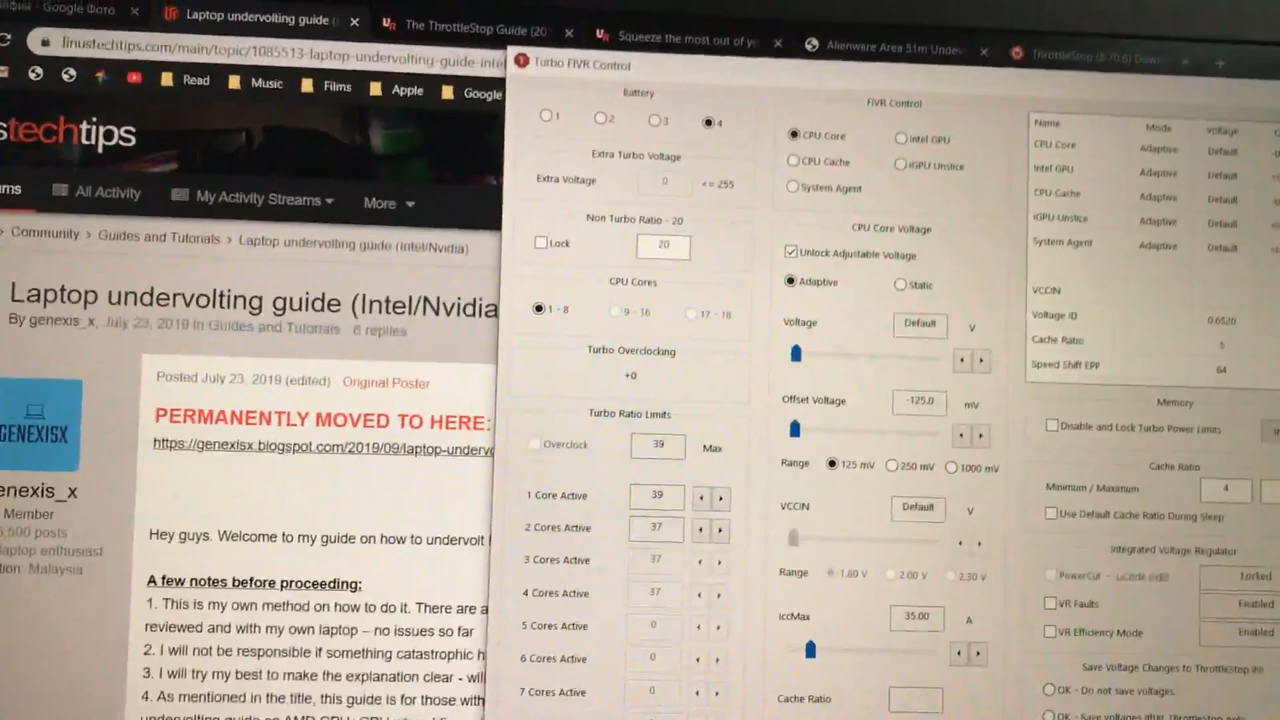 Google Фото
Laptop undervolting guide (
The ThrottleStop Guide (20
Squeeze the most out of y
Alienware Area 51m Undev
ThrottleStop (8.70.6) Down
linustechtips.com/main/topic/1085513-laptop-undervolting-guide-inte
Read
Music
Films
Apple
Google
stechtips
ms
All Activity
My Activity Streams
More
Community > Guides and Tutorials > Laptop undervolting guide (Intel/Nvidia)
Laptop undervolting guide (Intel/Nvidia
By genexis_x, July 23, 2019 in Guides and Tutorials 6 replies
GENEXISX
enexis_x
Member
posts
laptop enthusiast
tion: Malaysia
Posted July 23, 2019 (edited) Original Poster
PERMANENTLY MOVED TO HERE:
https://genexisx.blogspot.com/2019/09/laptop-underv
Hey guys. Welcome to my guide on how to undervolt
A few notes before proceeding:
1. This is my own method on how to do it. There are a
reviewed and with my own laptop – no issues so far
2. I will not be responsible if something catastrophic h
3. I will try my best to make the explanation clear - will
4. As mentioned in the title, this guide is for those with
Turbo FIVR Control
Battery
1
2
3
4
Extra Turbo Voltage
Extra Voltage 0 <= 255
Non Turbo Ratio - 20
Lock 20
CPU Cores
1 - 8
9 - 16
17 - 18
Turbo Overclocking
+0
Turbo Ratio Limits
Overclock 39 Max
1 Core Active 39
2 Cores Active 37
3 Cores Active 37
4 Cores Active 37
5 Cores Active 0
6 Cores Active 0
7 Cores Active 0
FIVR Control
CPU Core
Intel GPU
CPU Cache
iGPU Unslice
System Agent
CPU Core Voltage
Unlock Adjustable Voltage
Adaptive
Static
Voltage Default V
Offset Voltage -125.0 mV
Range 125 mV 250 mV 1000 mV
VCCIN Default V
Range 1.80 V 2.00 V 2.30 V
IccMax 35.00 A
Cache Ratio
Name Mode Voltage
CPU Core Adaptive Default
Intel GPU Adaptive Default
CPU Cache Adaptive Default
iGPU Unslice Adaptive Default
System Agent Adaptive Default
VCCIN
Voltage ID 0.6520
Cache Ratio 5
Speed Shift EPP 64
Memory
Disable and Lock Turbo Power Limits
Cache Ratio
Minimum / Maximum 4
Use Default Cache Ratio During Sleep
Integrated Voltage Regulator
PowerCut - ucode edit Locked
VR Faults Enabled
VR Efficiency Mode Enabled
Save Voltage Changes to ThrottleStop.ini
OK - Do not save voltages.